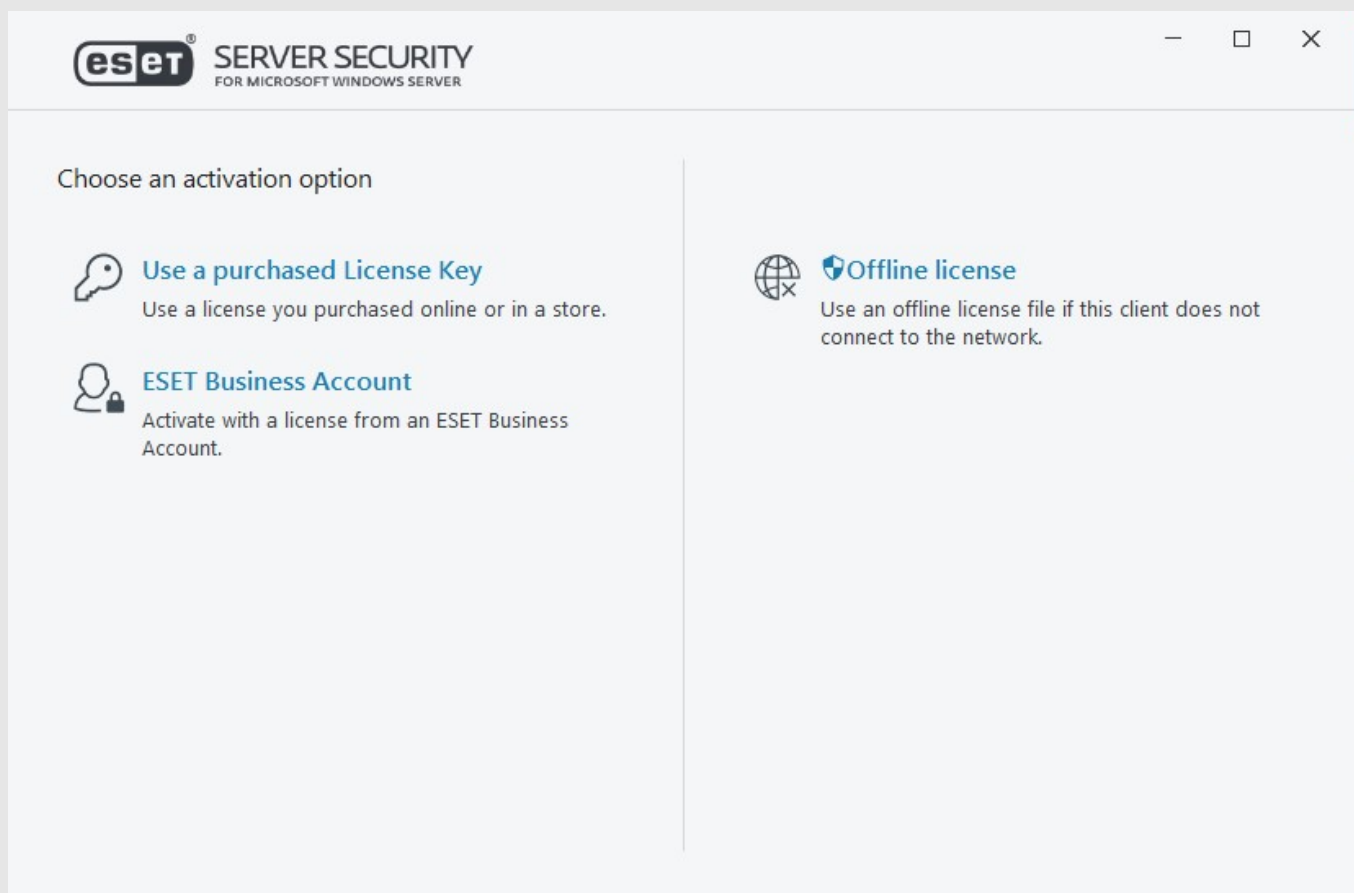 eset® SERVER SECURITY
FOR MICROSOFT WINDOWS SERVER
Choose an activation option
Use a purchased License Key
Use a license you purchased online or in a store.
ESET Business Account
Activate with a license from an ESET Business
Account.
Offline license
Use an offline license file if this client does not
connect to the network.